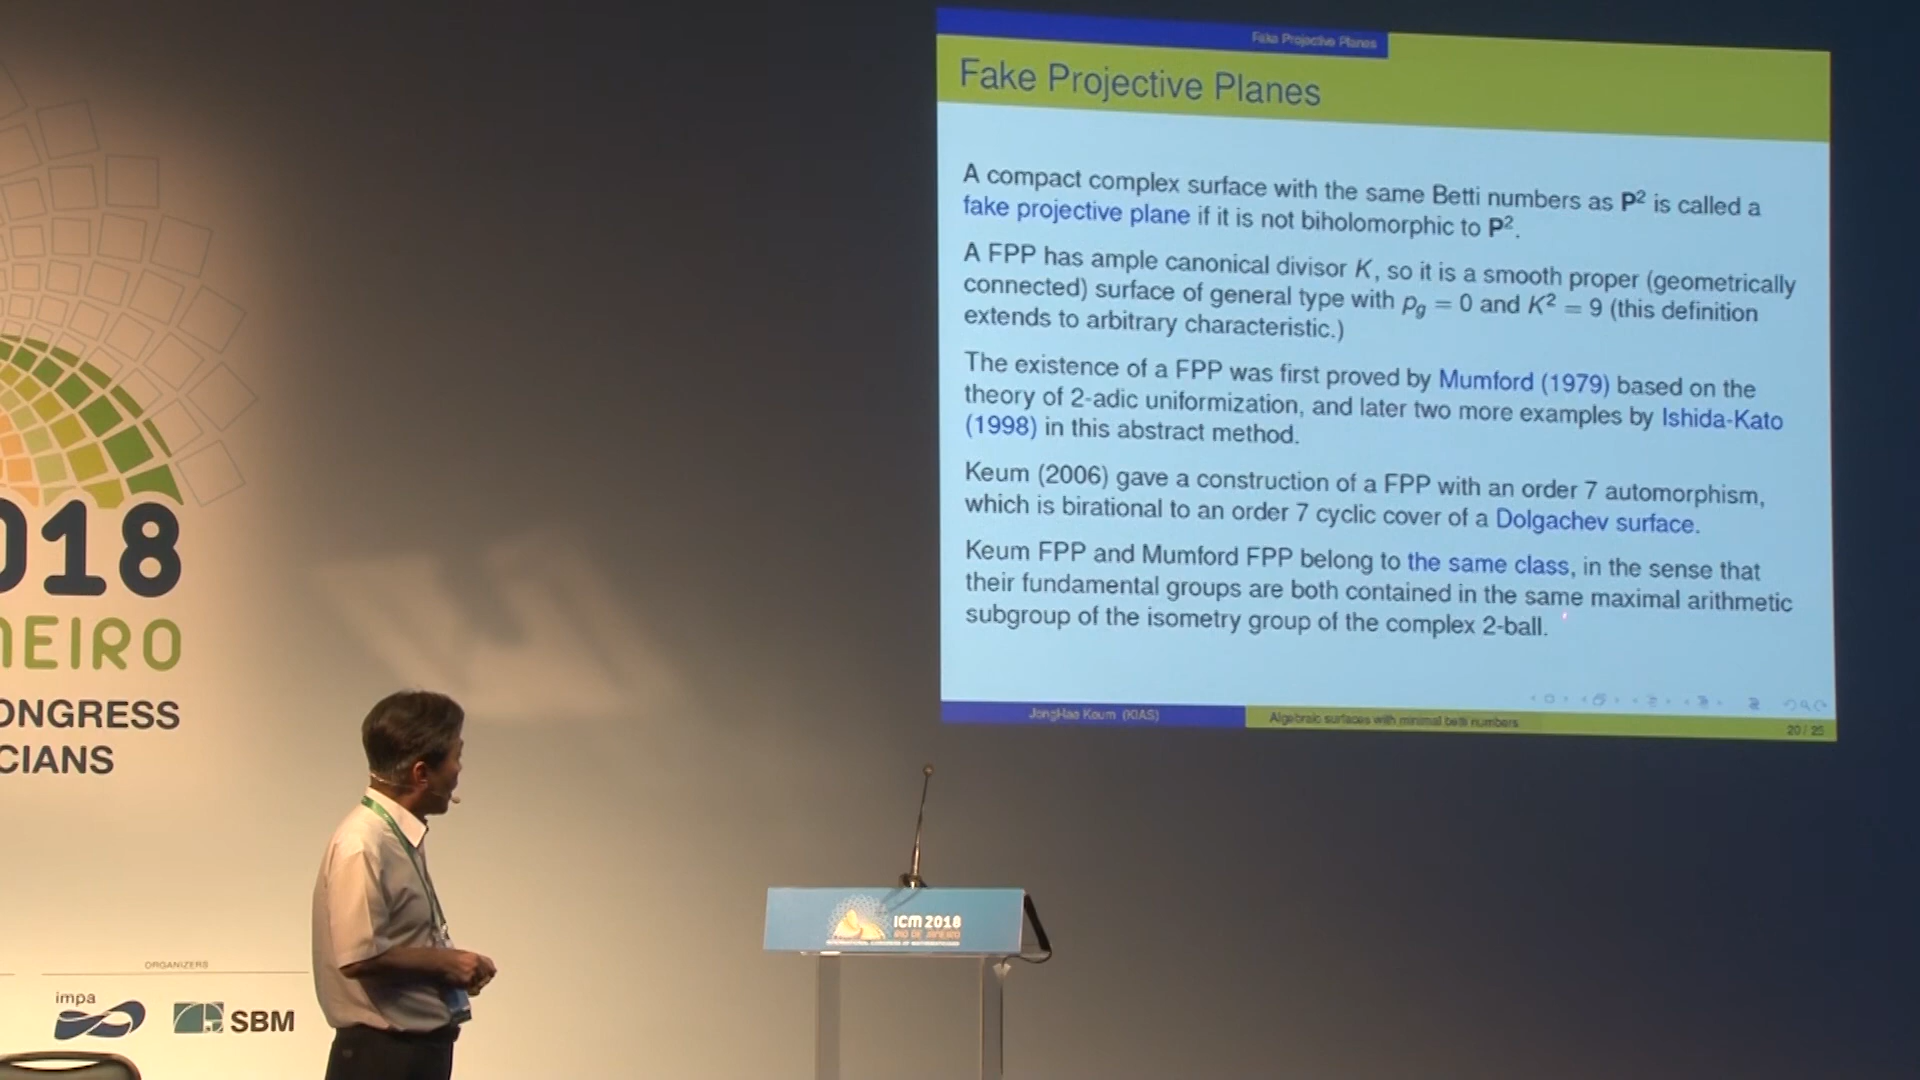 Fake Projective Planes
Fake Projective Planes
A compact complex surface with the same Betti numbers as P² is called a
fake projective plane if it is not biholomorphic to P².
A FPP has ample canonical divisor K, so it is a smooth proper (geometrically
connected) surface of general type with p_g = 0 and K² = 9 (this definition
extends to arbitrary characteristic.)
The existence of a FPP was first proved by Mumford (1979) based on the
theory of 2-adic uniformization, and later two more examples by Ishida-Kato
(1998) in this abstract method.
Keum (2006) gave a construction of a FPP with an order 7 automorphism,
which is birational to an order 7 cyclic cover of a Dolgachev surface.
Keum FPP and Mumford FPP belong to the same class, in the sense that
their fundamental groups are both contained in the same maximal arithmetic
subgroup of the isometry group of the complex 2-ball.
JongHae Keum (KIAS)
Algebraic surfaces with minimal betti numbers
20 / 25
018
NEIRO
ONGRESS
CIANS
ORGANIZERS
impa
SBM
ICM 2018
RIO DE JANEIRO
INTERNATIONAL CONGRESS OF MATHEMATICIANS